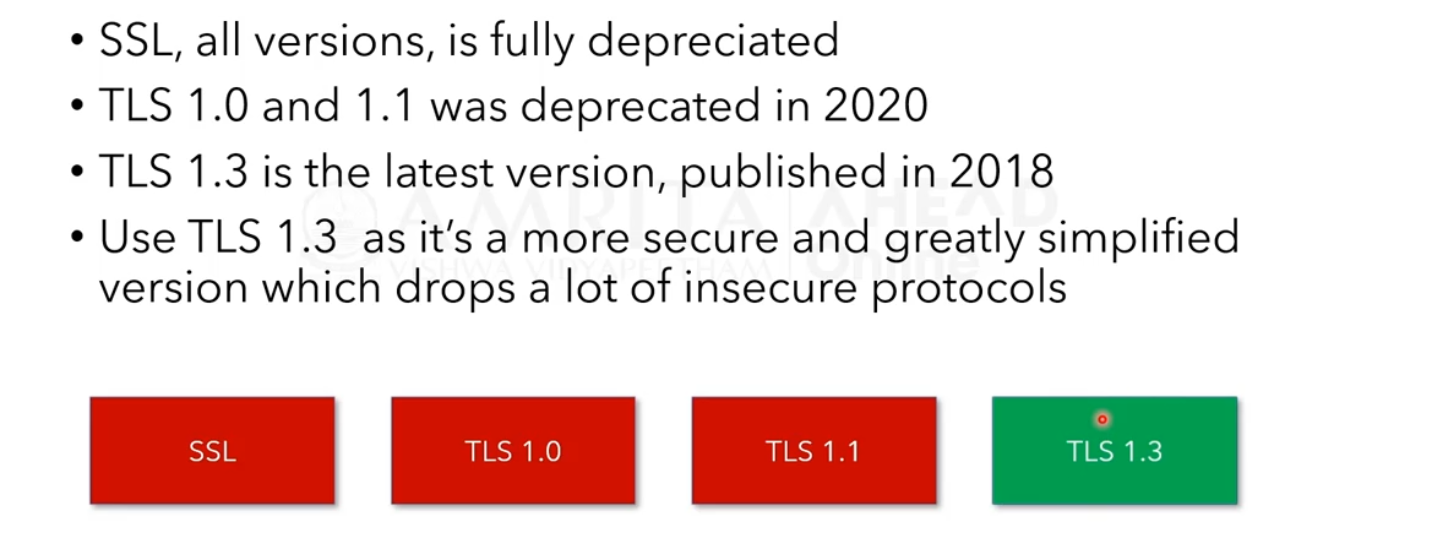 • SSL, all versions, is fully depreciated
• TLS 1.0 and 1.1 was deprecated in 2020
• TLS 1.3 is the latest version, published in 2018
• Use TLS 1.3 as it's a more secure and greatly simplified
version which drops a lot of insecure protocols
AMRITA AHEAD
VISHWA VIDYAPEETHAM Online
SSL TLS 1.0 TLS 1.1 TLS 1.3